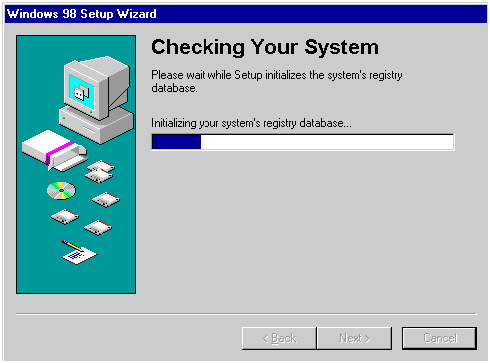 Windows 98 Setup Wizard
Checking Your System
Please wait while Setup initializes the system's registry
database.
Initializing your system's registry database...
< Back
Next >
Cancel